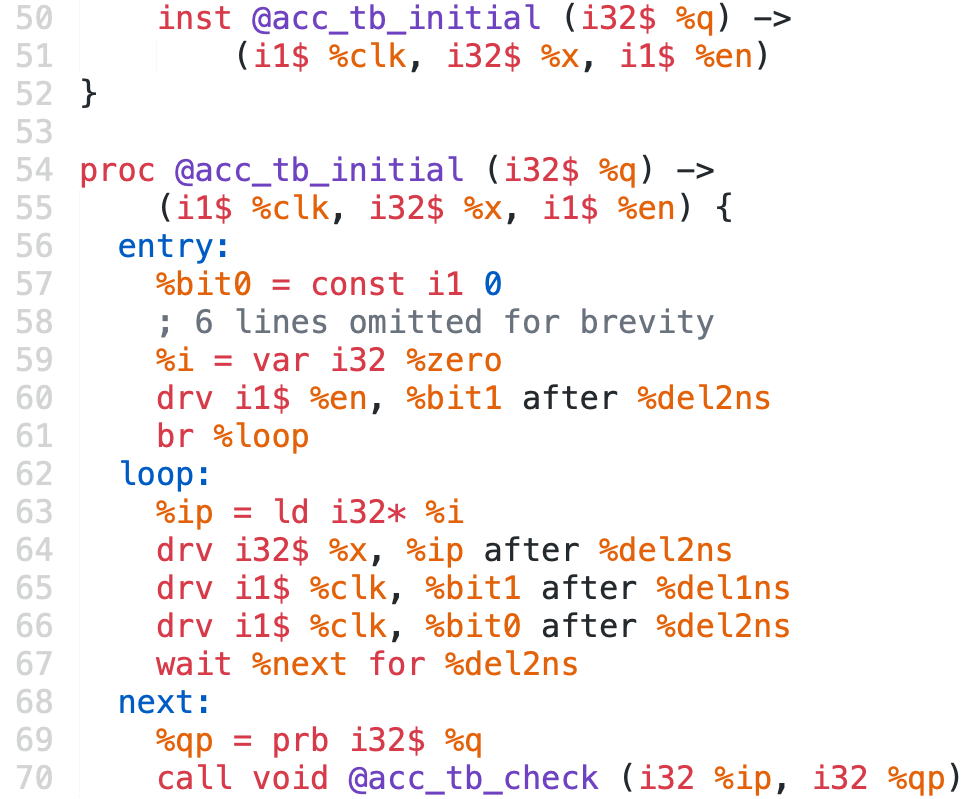 50     inst @acc_tb_initial (i32$ %q) ->
51         (i1$ %clk, i32$ %x, i1$ %en)
52 }
53
54 proc @acc_tb_initial (i32$ %q) ->
55     (i1$ %clk, i32$ %x, i1$ %en) {
56   entry:
57     %bit0 = const i1 0
58     ; 6 lines omitted for brevity
59     %i = var i32 %zero
60     drv i1$ %en, %bit1 after %del2ns
61     br %loop
62   loop:
63     %ip = ld i32* %i
64     drv i32$ %x, %ip after %del2ns
65     drv i1$ %clk, %bit1 after %del1ns
66     drv i1$ %clk, %bit0 after %del2ns
67     wait %next for %del2ns
68   next:
69     %qp = prb i32$ %q
70     call void @acc_tb_check (i32 %ip, i32 %qp)